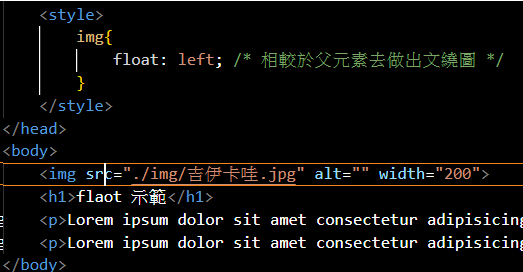 <style>
img{
float: left; /* 相較於父元素去做出文繞圖 */
}
</style>
</head>
<body>
<img src="./img/吉伊卡哇.jpg" alt="" width="200">
<h1>flaot 示範</h1>
<p>Lorem ipsum dolor sit amet consectetur adipisicing
<p>Lorem ipsum dolor sit amet consectetur adipisicing
</body>